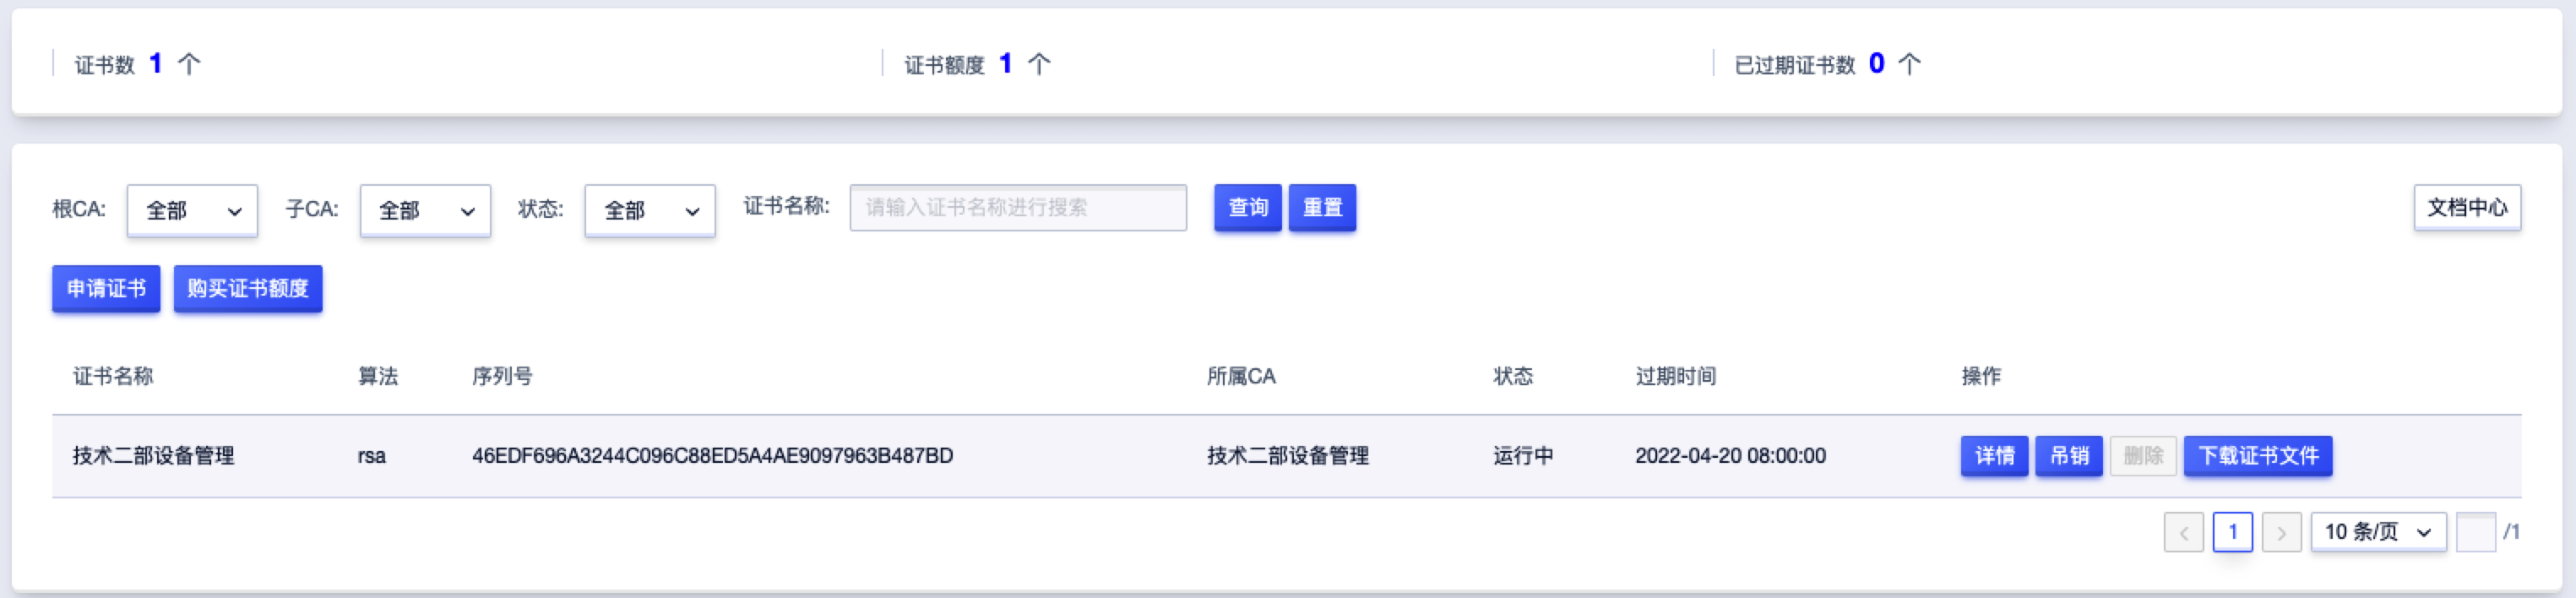 证书数 1 个 证书额度 1 个 已过期证书数 0 个
根CA: 全部 子CA: 全部 状态: 全部 证书名称: 请输入证书名称进行搜索 查询 重置 文档中心
申请证书 购买证书额度
证书名称 算法 序列号 所属CA 状态 过期时间 操作
技术二部设备管理 rsa 46EDF696A3244C096C88ED5A4AE9097963B487BD 技术二部设备管理 运行中 2022-04-20 08:00:00 详情 吊销 删除 下载证书文件
< 1 > 10 条/页 /1